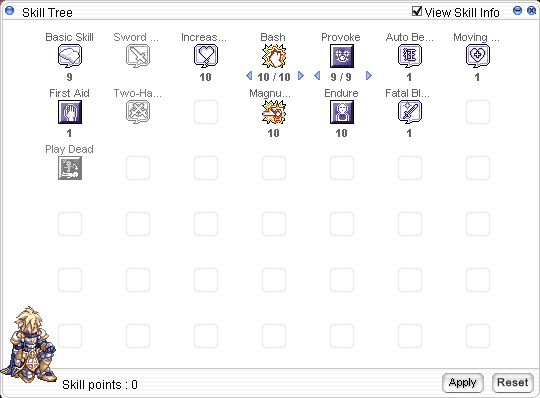 Skill Tree
View Skill Info
Basic Skill Sword ... Increas... Bash Provoke Auto Be... Moving ...
9 10 10 / 10 9 / 9 1 1
First Aid Two-Ha... Magnu... Endure Fatal Bl...
1 10 10 1
Play Dead
Skill points : 0
Apply Reset